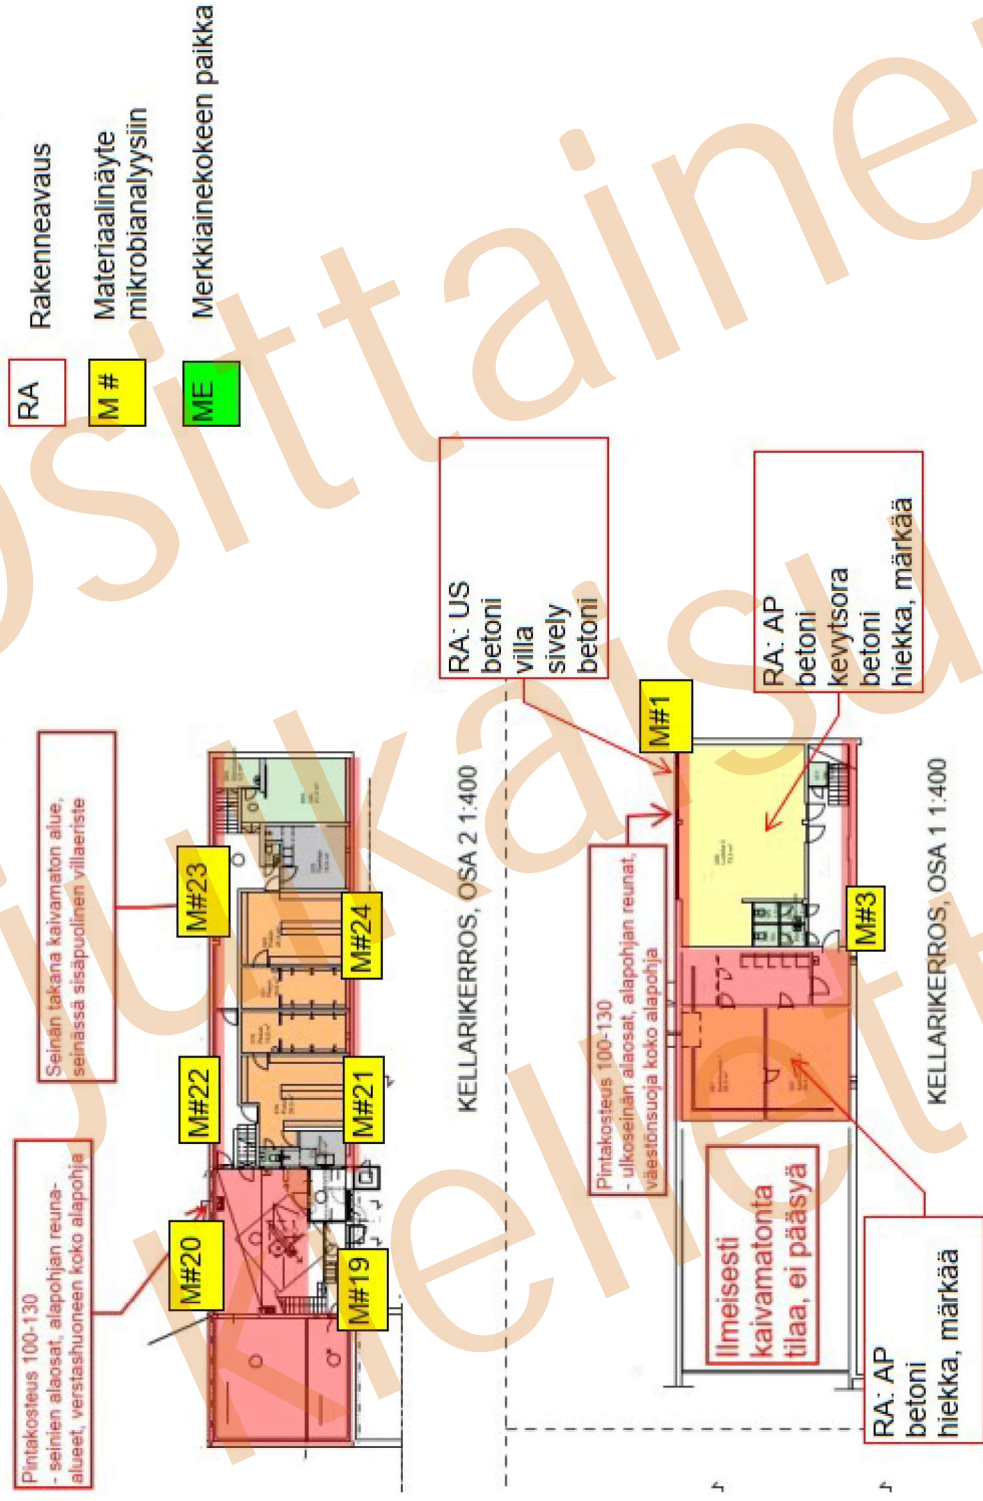 RA
Rakenneavaus
M #
Materiaalinäyte
mikrobianalyysiin
ME
Merkkiainekokeen paikka
Pintakosteus 100-130
- seinien alaosat, alapohjan reuna-
alueet, verstashuoneen koko alapohja
Seinän takana kaivamaton alue,
seinässä sisäpuolinen villaeriste
M#20
M#22
M#23
M#19
M#21
M#24
KELLARIKERROS, OSA 2 1:400
RA: US
betoni
villa
sively
betoni
Pintakosteus 100-130
- ulkoseinän alaosat, alapohjan reunat,
väestönsuoja koko alapohja
M#1
Ilmeisesti
kaivamatonta
tilaa, ei pääsyä
RA: AP
betoni
kevytsora
betoni
hiekka, märkää
M#3
RA: AP
betoni
hiekka, märkää
KELLARIKERROS, OSA 1 1:400